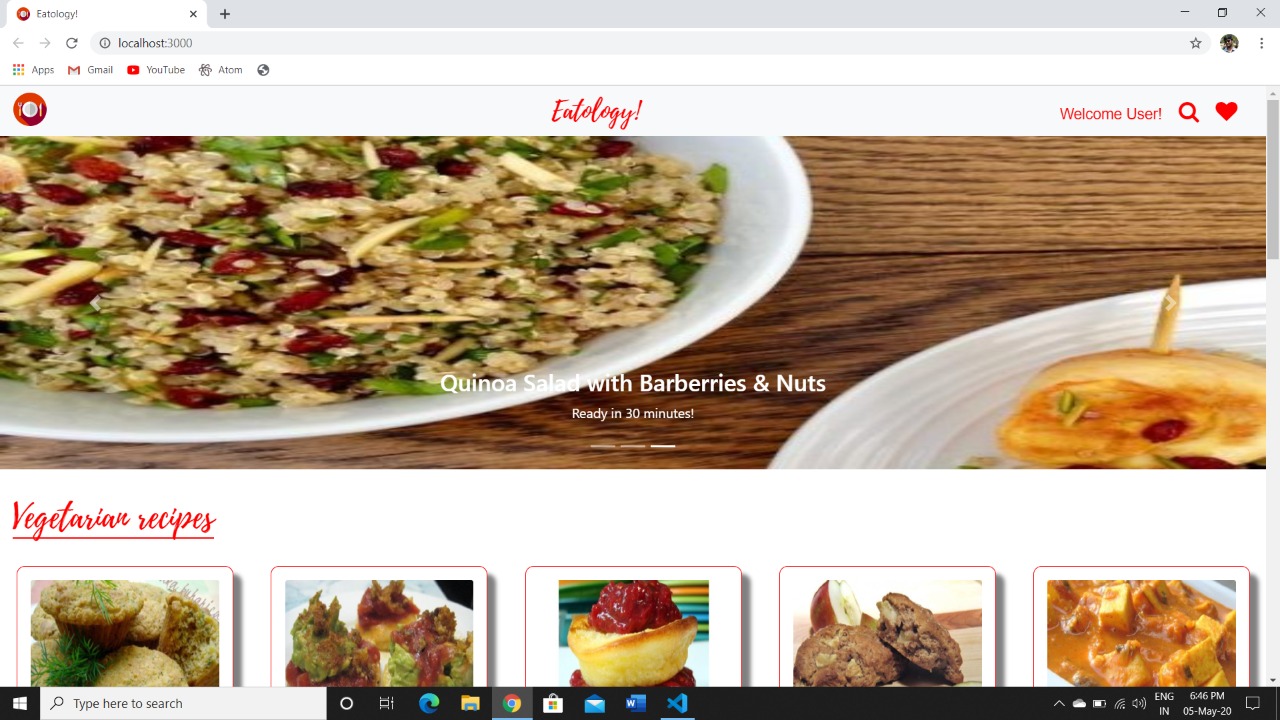 Eatology!
localhost:3000
Apps Gmail YouTube Atom
Eatology!
Welcome User!
Quinoa Salad with Barberries & Nuts
Ready in 30 minutes!
Vegetarian recipes
Type here to search
ENG
IN
6:46 PM
05-May-20